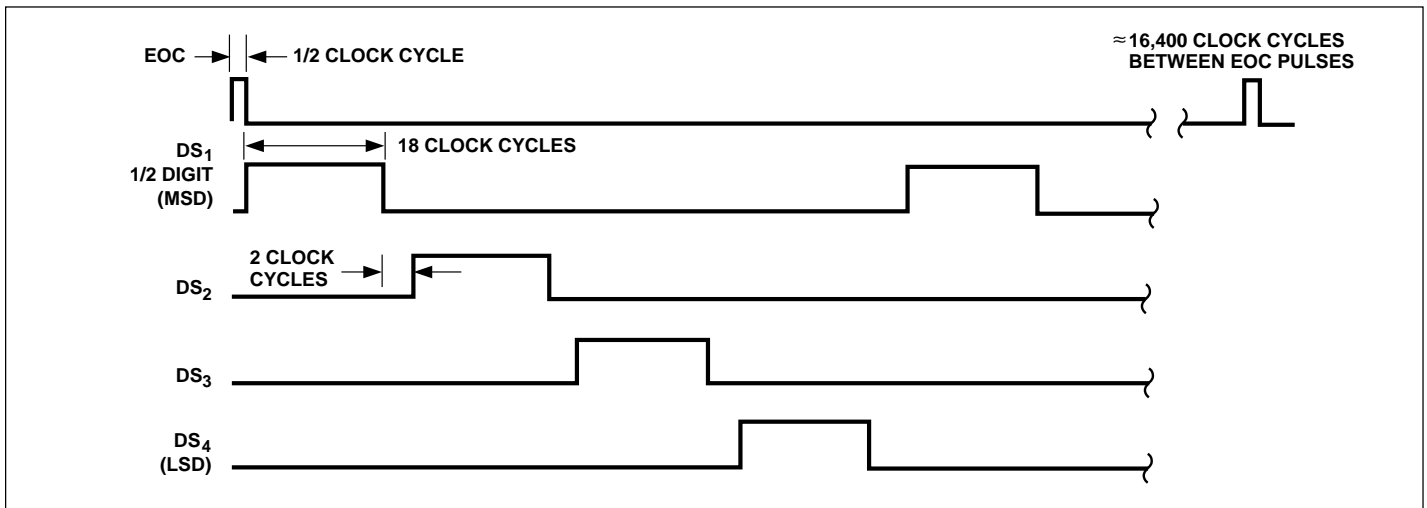 EOC
1/2 CLOCK CYCLE
≈16,400 CLOCK CYCLES
BETWEEN EOC PULSES
18 CLOCK CYCLES
DS1
1/2 DIGIT
(MSD)
2 CLOCK
CYCLES
DS2
DS3
DS4
(LSD)